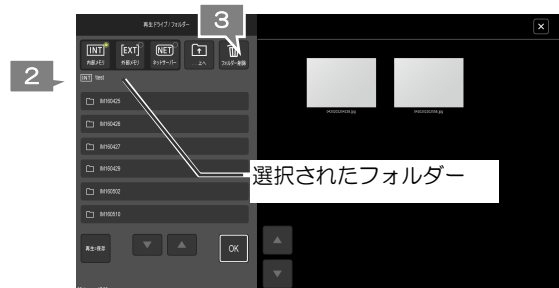 再生ドライブ/フォルダー
3
INT
[EXT]
NET
内部メモリ
外部メモリ
ネットサーバー
上へ
フォルダー削除
2
INT test
IM160425
IM160426
IM160427
IM160429
IM160502
IM160510
選択されたフォルダー
再生>保存
OK